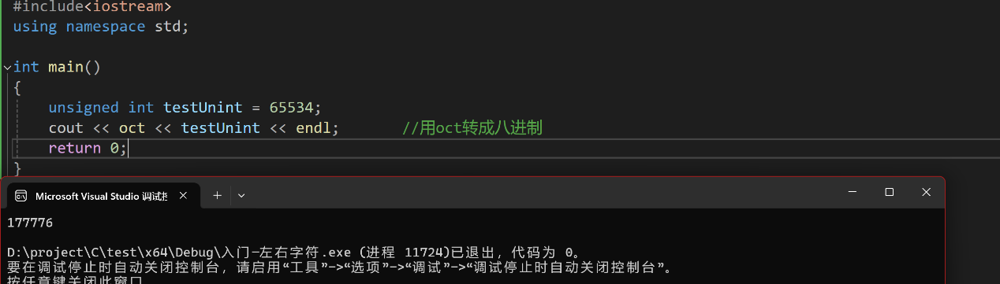 #include<iostream>
using namespace std;
int main()
{
unsigned int testUnint = 65534;
cout << oct << testUnint << endl; //用oct转成八进制
return 0;
}
Microsoft Visual Studio 调试控
177776
D:\project\C\test\x64\Debug\入门-左右字符.exe (进程 11724)已退出，代码为 0。
要在调试停止时自动关闭控制台，请启用“工具”->“选项”->“调试”->“调试停止时自动关闭控制台”。
按任意键关闭此窗口